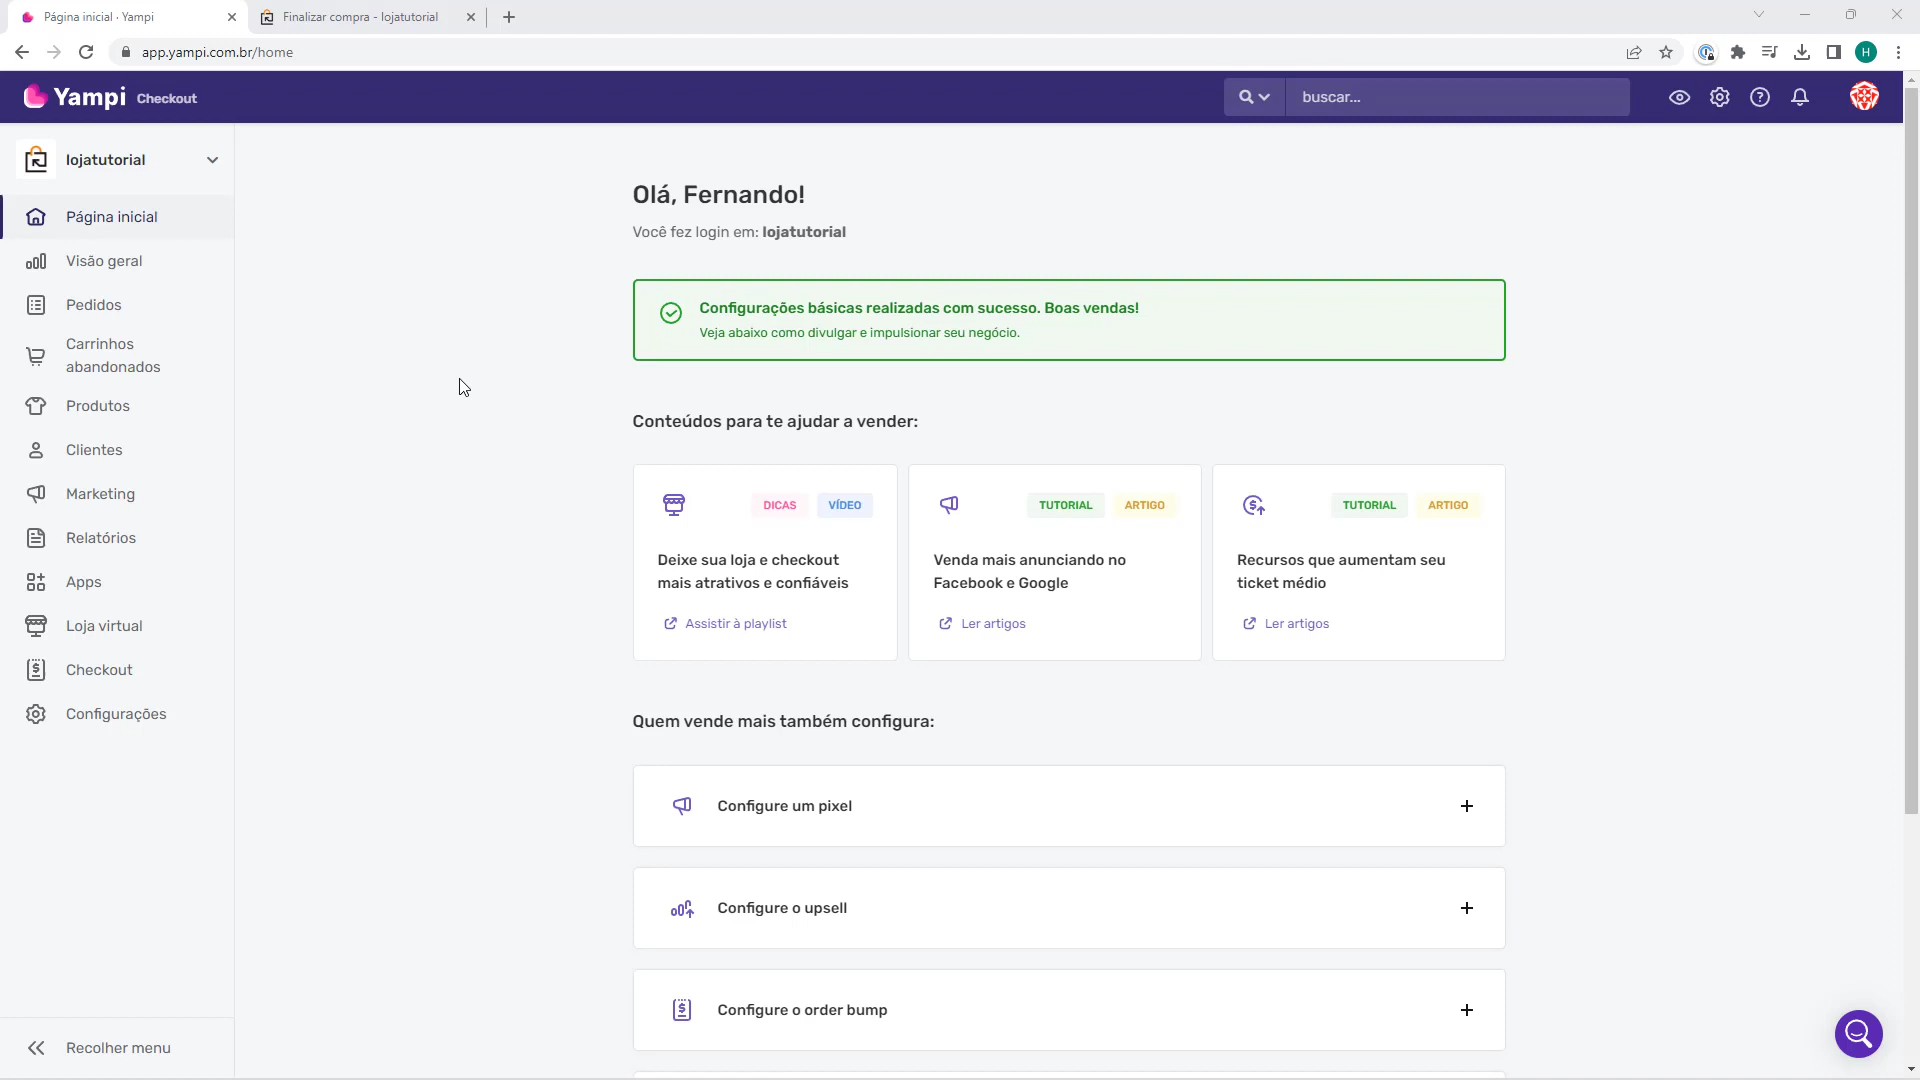 Página inicial · Yampi
Finalizar compra - lojatutorial
app.yampi.com.br/home
H
Yampi Checkout
buscar...
lojatutorial
Página inicial
Visão geral
Pedidos
Carrinhos
abandonados
Produtos
Clientes
Marketing
Relatórios
Apps
Loja virtual
Checkout
Configurações
Recolher menu
Olá, Fernando!
Você fez login em: lojatutorial
Configurações básicas realizadas com sucesso. Boas vendas!
Veja abaixo como divulgar e impulsionar seu negócio.
Conteúdos para te ajudar a vender:
DICAS VÍDEO
Deixe sua loja e checkout
mais atrativos e confiáveis
Assistir à playlist
TUTORIAL ARTIGO
Venda mais anunciando no
Facebook e Google
Ler artigos
TUTORIAL ARTIGO
Recursos que aumentam seu
ticket médio
Ler artigos
Quem vende mais também configura:
Configure um pixel
Configure o upsell
Configure o order bump